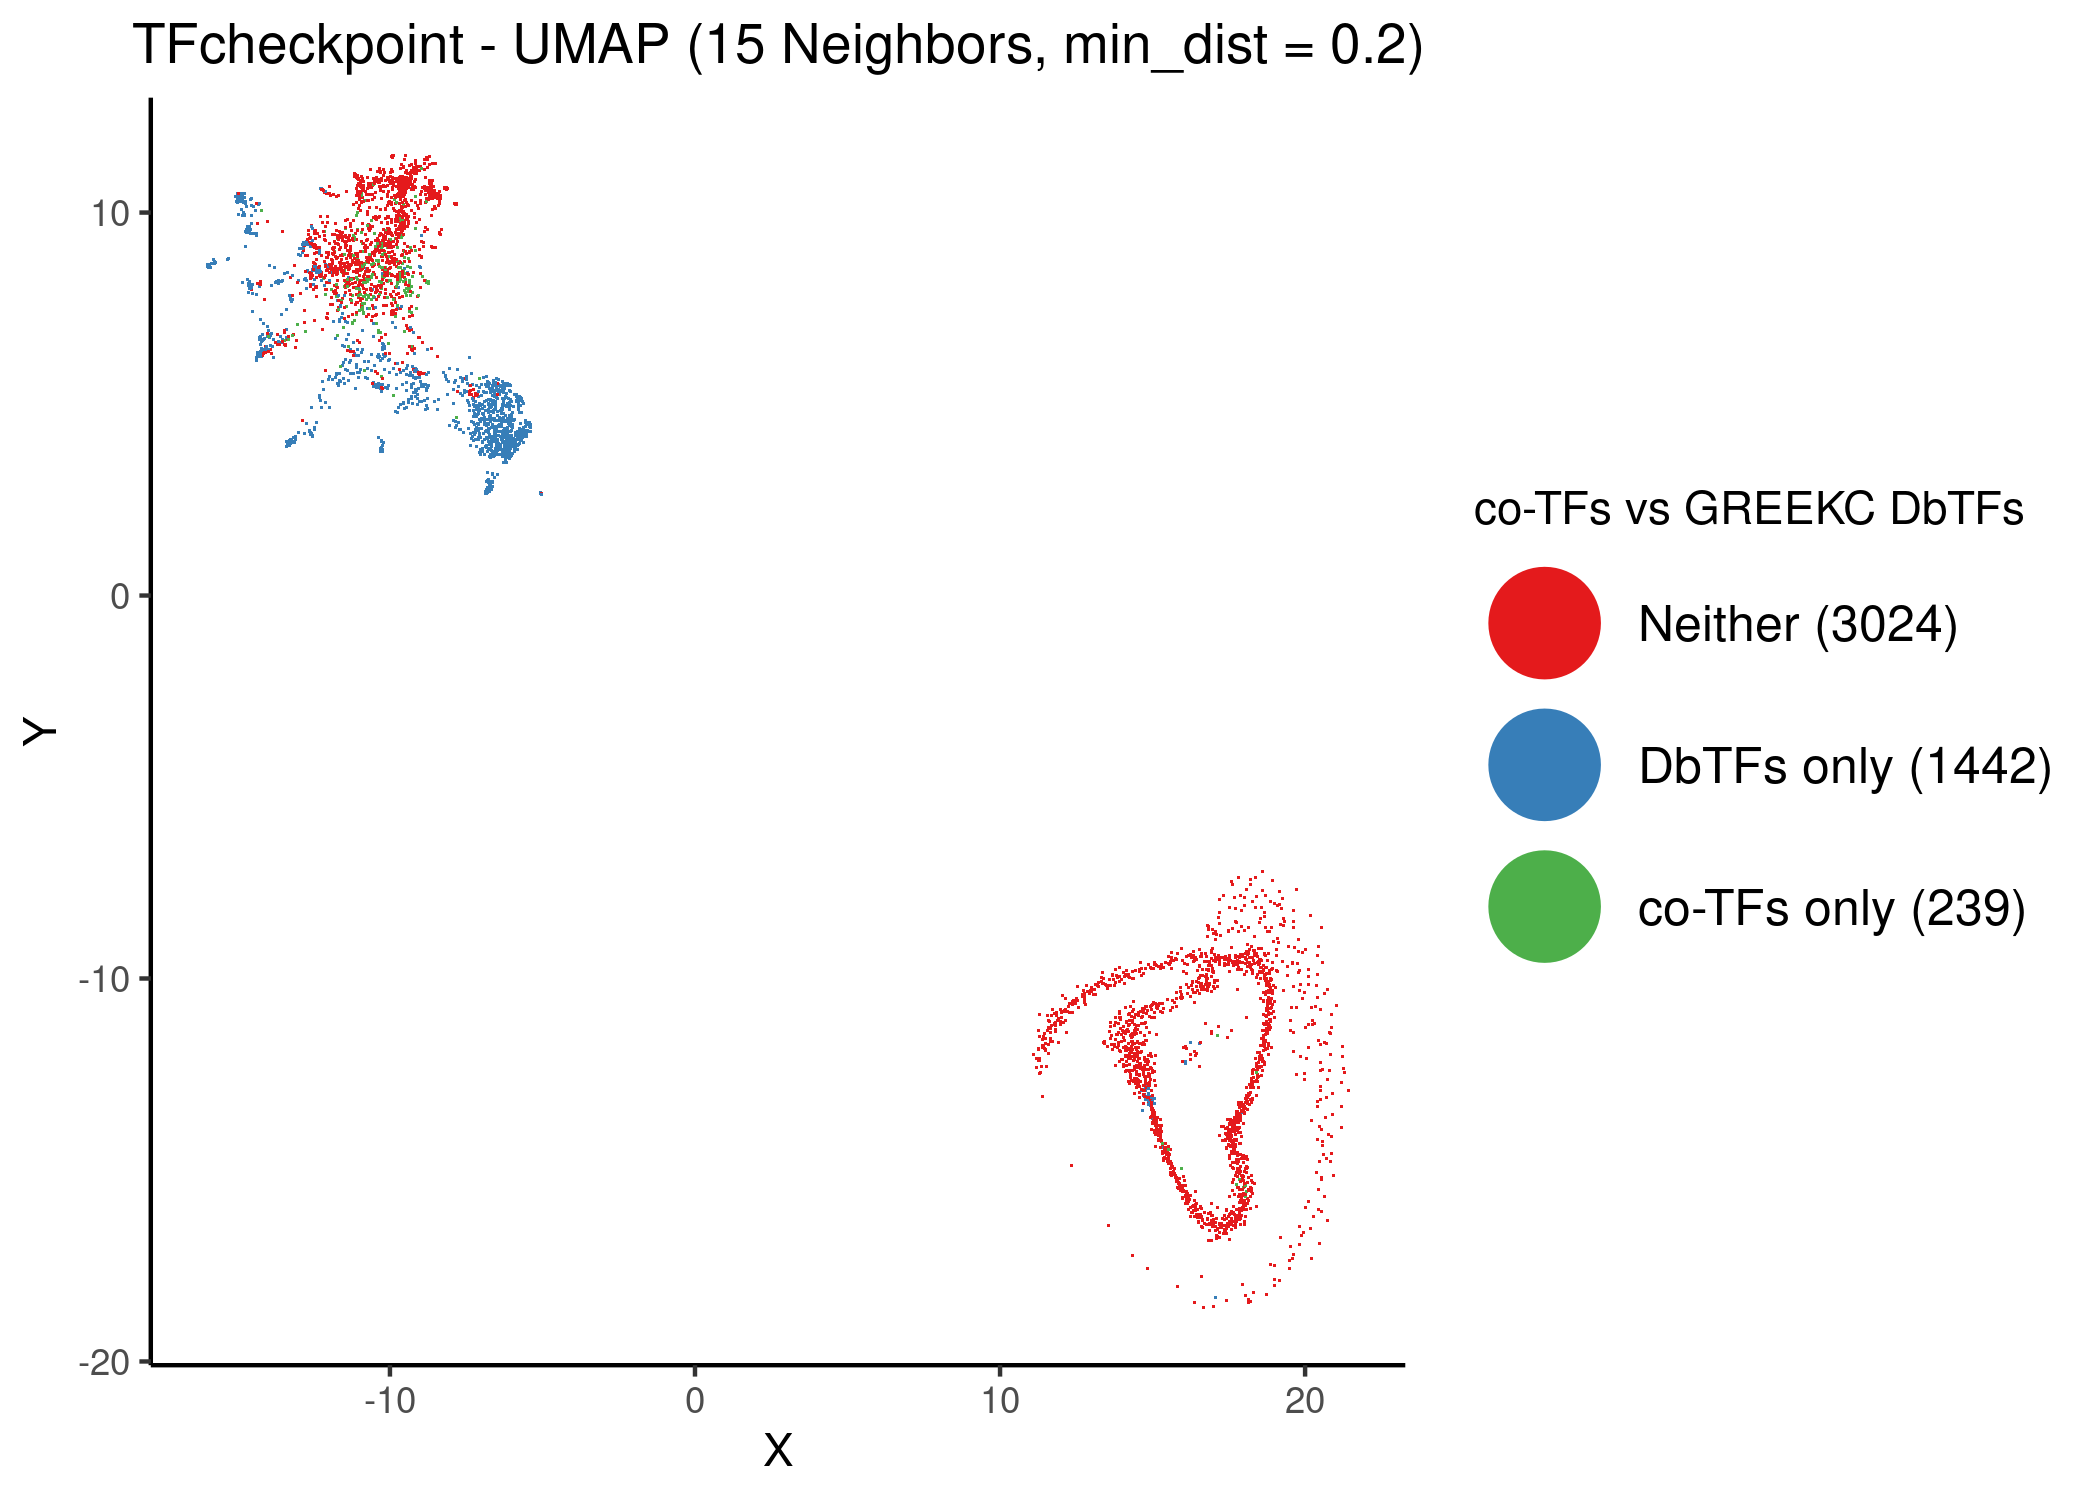 TFcheckpoint - UMAP (15 Neighbors, min_dist = 0.2)
10
0
-10
-20
Y
-10
0
10
20
X
co-TFs vs GREEKC DbTFs
Neither (3024)
DbTFs only (1442)
co-TFs only (239)